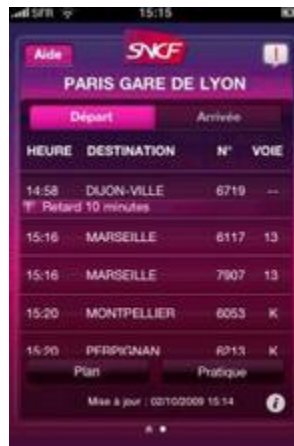 SFR 15:15
Aide SNCF !
PARIS GARE DE LYON
Départ Arrivée
HEURE DESTINATION N° VOIE
14:58 DIJON-VILLE 6719 --
Retard 10 minutes
15:16 MARSEILLE 6117 13
15:16 MARSEILLE 7907 13
15:20 MONTPELLIER 6053 K
15:20 PERPIGNAN 6213 K
Plan Pratique
Mise à jour : 02/10/2009 15:14 i